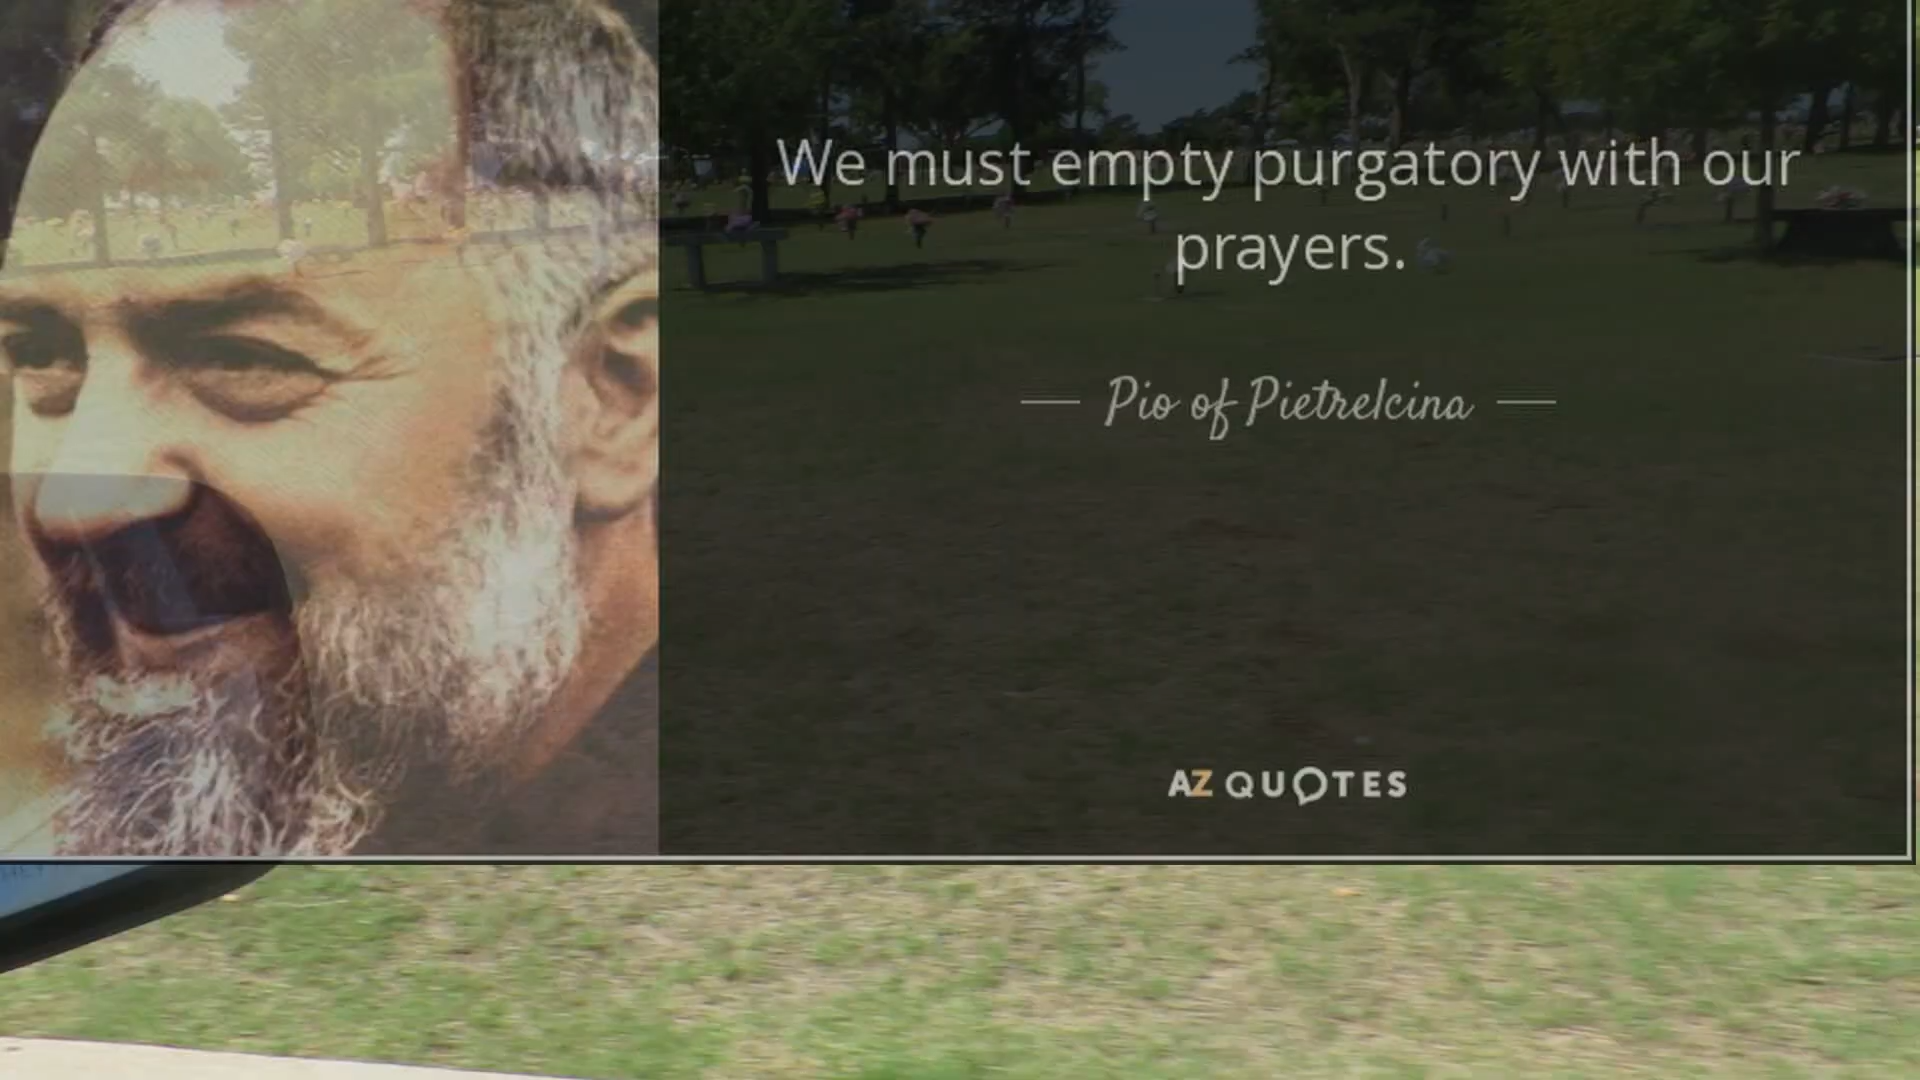 We must empty purgatory with our
prayers.
Pio of Pietrelcina
AZ QUOTES